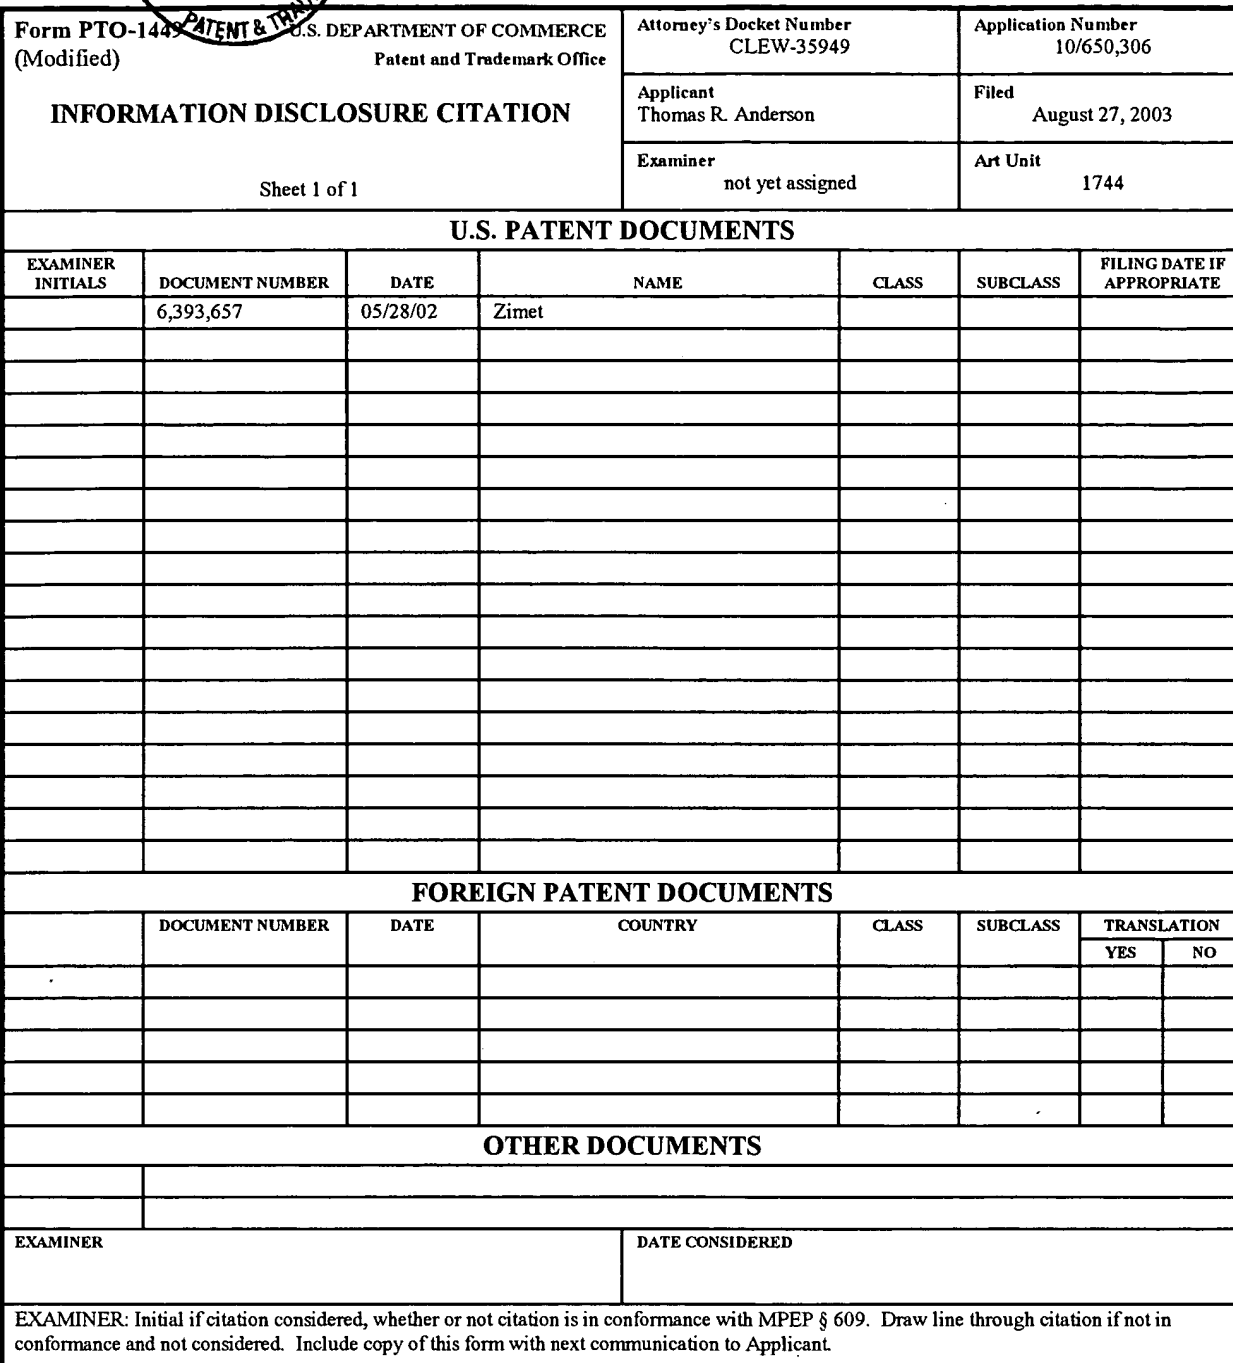 PATENT &
Form PTO-1449 U.S. DEPARTMENT OF COMMERCE
(Modified) Patent and Trademark Office
INFORMATION DISCLOSURE CITATION
Sheet 1 of 1
Attorney's Docket Number
CLEW-35949
Application Number
10/650,306
Applicant
Thomas R. Anderson
Filed
August 27, 2003
Examiner
not yet assigned
Art Unit
1744
U.S. PATENT DOCUMENTS
EXAMINER INITIALS DOCUMENT NUMBER DATE NAME CLASS SUBCLASS FILING DATE IF APPROPRIATE
6,393,657 05/28/02 Zimet
FOREIGN PATENT DOCUMENTS
DOCUMENT NUMBER DATE COUNTRY CLASS SUBCLASS TRANSLATION
YES NO
OTHER DOCUMENTS
EXAMINER DATE CONSIDERED
EXAMINER: Initial if citation considered, whether or not citation is in conformance with MPEP § 609. Draw line through citation if not in
conformance and not considered. Include copy of this form with next communication to Applicant.